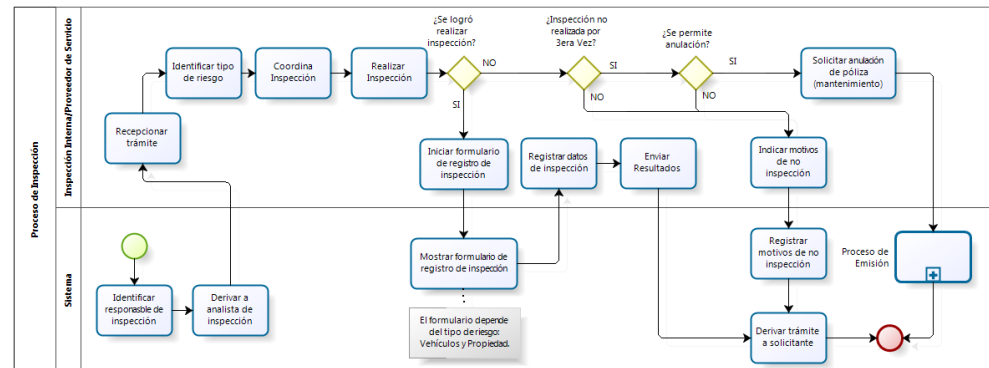 Proceso de Inspección
Inspección Interna/Proreedor de Servicio
Sistema
¿Se logró
realizar
inspección?
¿Inspección no
realizada por
3era Vez?
¿Se permite
anulación?
Identificar tipo
de riesgo
Coordina
Inspección
Realizar
Inspección
NO
SI
SI
Solicitar anulación
de póliza
(mantenimiento)
SI
NO
NO
Recepcionar
trámite
Iniciar formulario
de registro de
inspección
Registrar datos
de inspección
Enviar
Resultados
Indicar motivos
de no
inspección
Mostrar formulario de
registro de inspección
Registrar
motivos de no
inspección
Proceso de
Emisión
Identificar
responasble de
inspección
Derivar a
analista de
inspección
El formulario depende
del tipo de riesgo:
Vehículos y Propiedad.
Derivar trámite
a solicitante